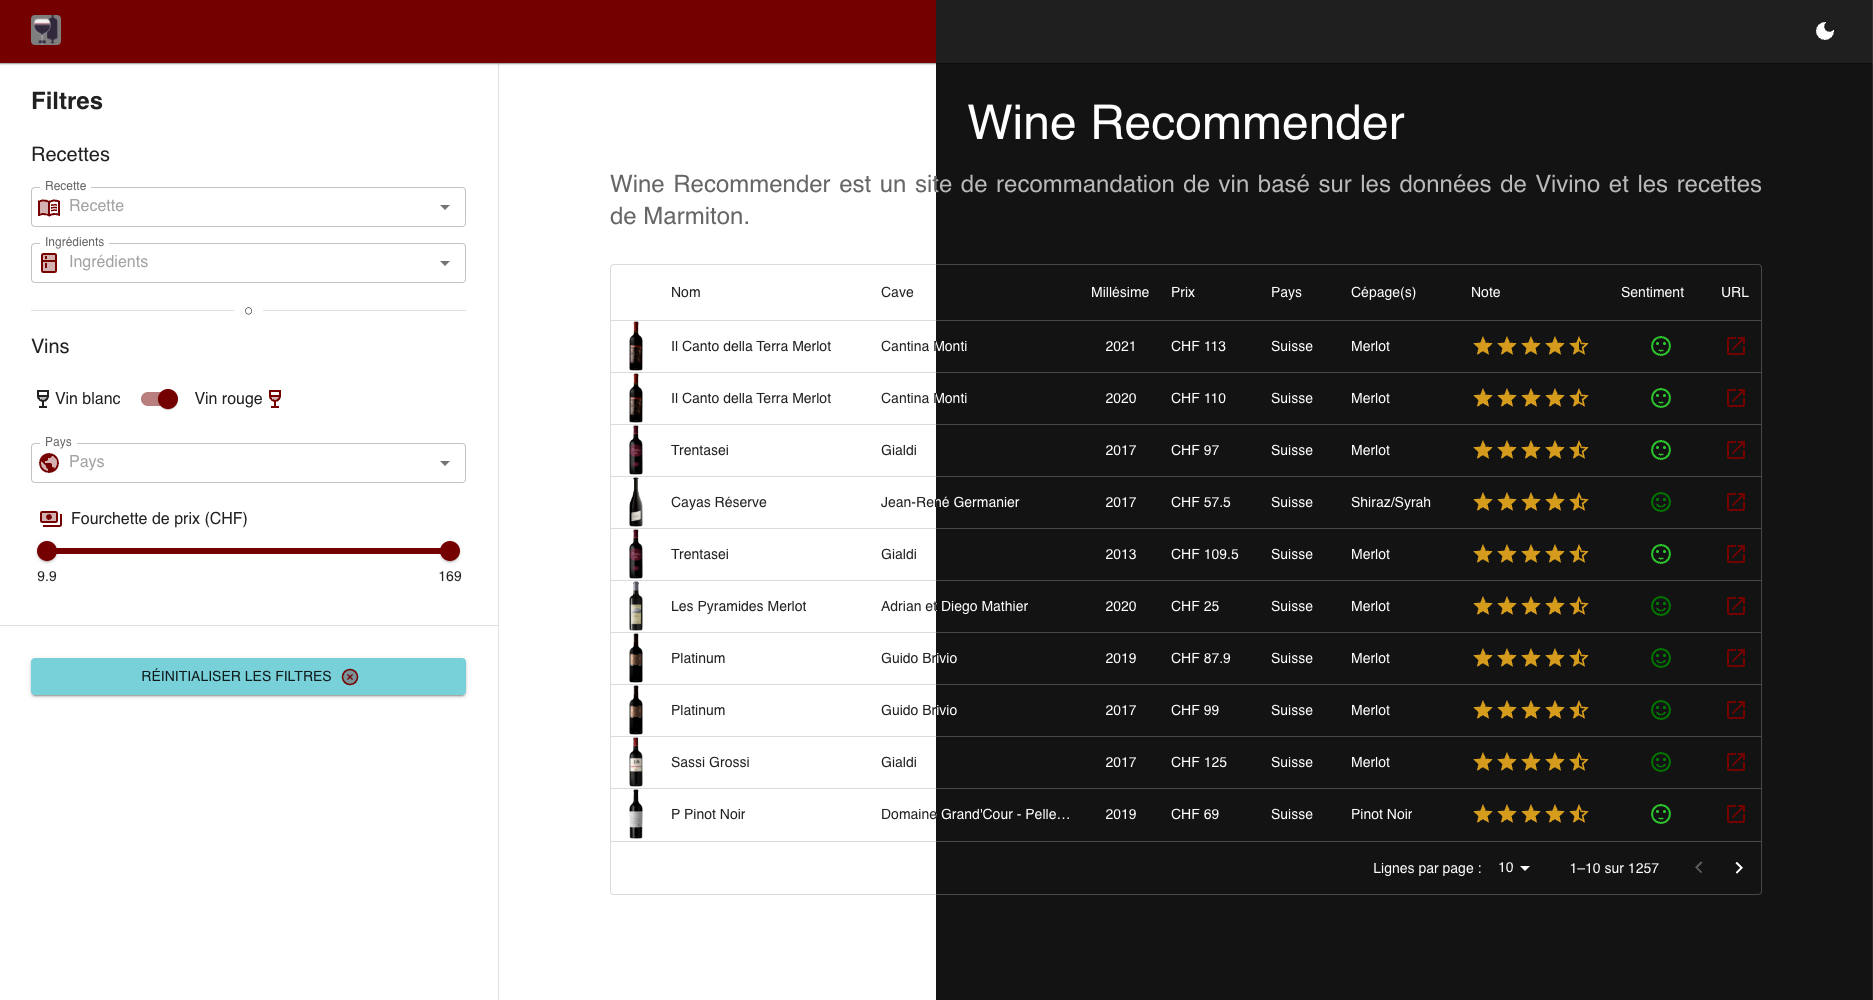 Filtres
Recettes
Recette
Recette
Ingrédients
Ingrédients
Vins
Vin blanc Vin rouge
Pays
Pays
Fourchette de prix (CHF)
9.9 169
RÉINITIALISER LES FILTRES
Wine Recommender
Wine Recommender est un site de recommandation de vin basé sur les données de Vivino et les recettes
de Marmiton.
Nom Cave Millésime Prix Pays Cépage(s) Note Sentiment URL
Il Canto della Terra Merlot Cantina Monti 2021 CHF 113 Suisse Merlot
Il Canto della Terra Merlot Cantina Monti 2020 CHF 110 Suisse Merlot
Trentasei Gialdi 2017 CHF 97 Suisse Merlot
Cayas Réserve Jean-René Germanier 2017 CHF 57.5 Suisse Shiraz/Syrah
Trentasei Gialdi 2013 CHF 109.5 Suisse Merlot
Les Pyramides Merlot Adrian et Diego Mathier 2020 CHF 25 Suisse Merlot
Platinum Guido Brivio 2019 CHF 87.9 Suisse Merlot
Platinum Guido Brivio 2017 CHF 99 Suisse Merlot
Sassi Grossi Gialdi 2017 CHF 125 Suisse Merlot
P Pinot Noir Domaine Grand'Cour - Pelle… 2019 CHF 69 Suisse Pinot Noir
Lignes par page : 10 1–10 sur 1257